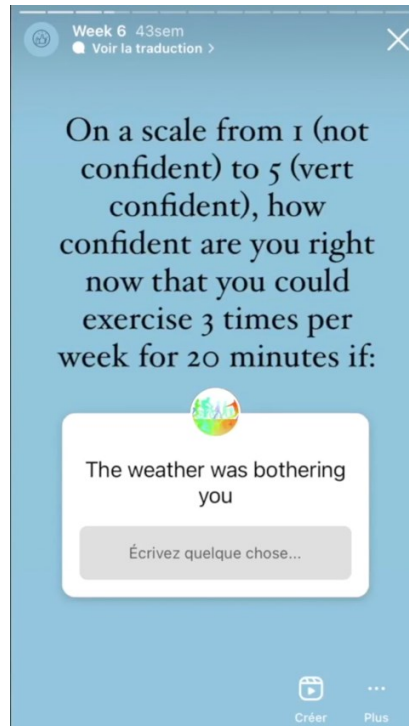 Week 6 43sem
Voir la traduction >
On a scale from 1 (not
confident) to 5 (vert
confident), how
confident are you right
now that you could
exercise 3 times per
week for 20 minutes if:
The weather was bothering
you
Écrivez quelque chose...
Créer Plus